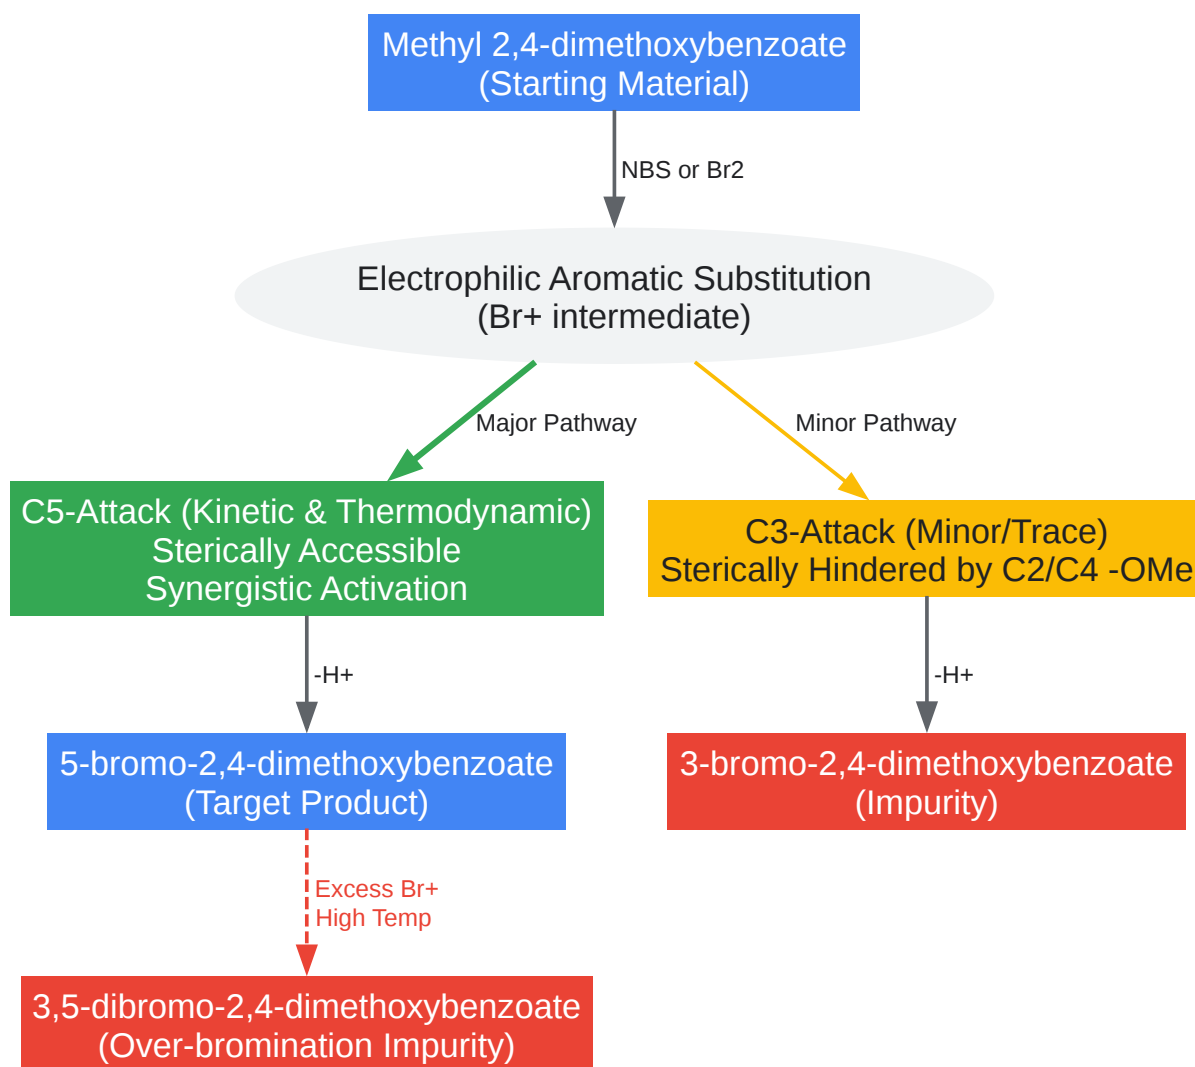 Methyl 2,4-dimethoxybenzoate
(Starting Material)
NBS or Br2
Electrophilic Aromatic Substitution
(Br+ intermediate)
Major Pathway
Minor Pathway
C5-Attack (Kinetic & Thermodynamic)
Sterically Accessible
Synergistic Activation
C3-Attack (Minor/Trace)
Sterically Hindered by C2/C4 -OMe
-H+
-H+
5-bromo-2,4-dimethoxybenzoate
(Target Product)
3-bromo-2,4-dimethoxybenzoate
(Impurity)
Excess Br+
High Temp
3,5-dibromo-2,4-dimethoxybenzoate
(Over-bromination Impurity)